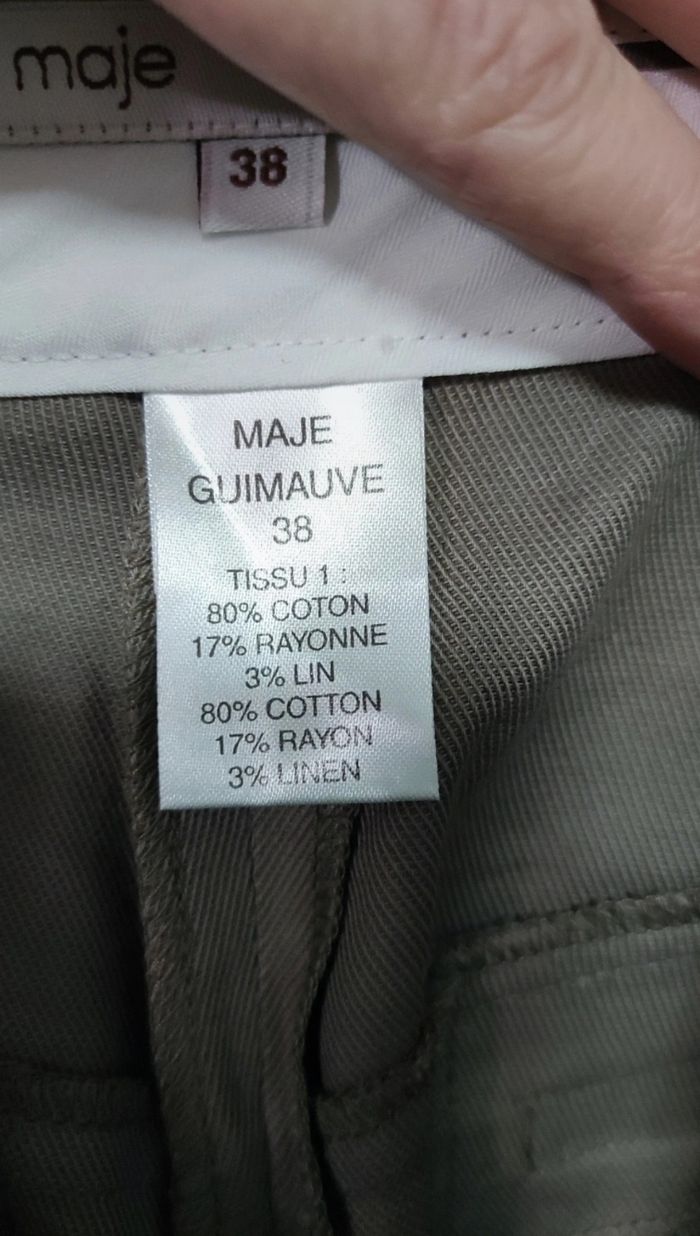 maje
38
MAJE
GUIMAUVE
38
TISSU 1 :
80% COTON
17% RAYONNE
3% LIN
80% COTTON
17% RAYON
3% LINEN